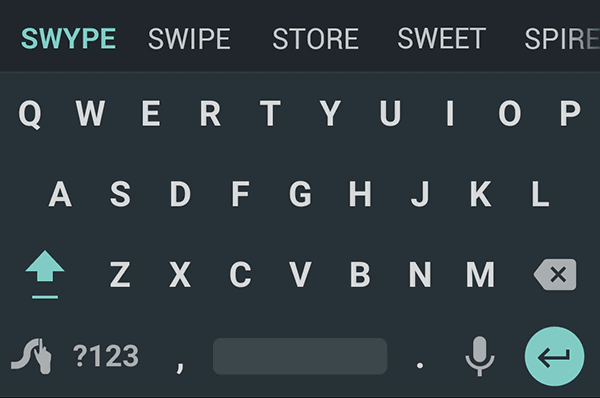 SWYPE SWIPE STORE SWEET SPIRE
Q W E R T Y U I O P
A S D F G H J K L
Z X C V B N M
?123 , .